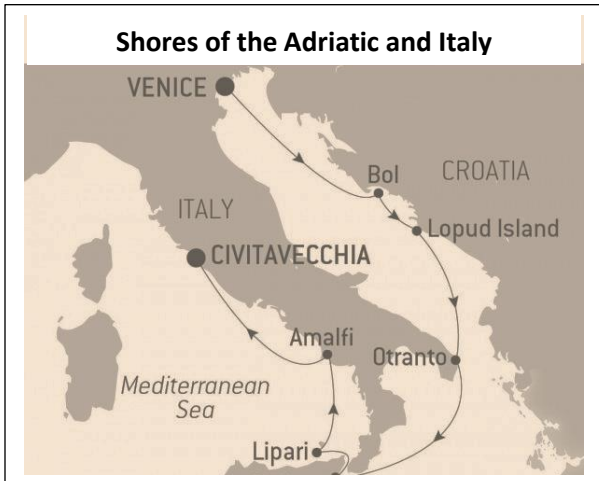 Shores of the Adriatic and Italy
VENICE
Bol
CROATIA
ITALY
Lopud Island
CIVITAVECCHIA
Amalfi
Otranto
Mediterranean
Sea
Lipari